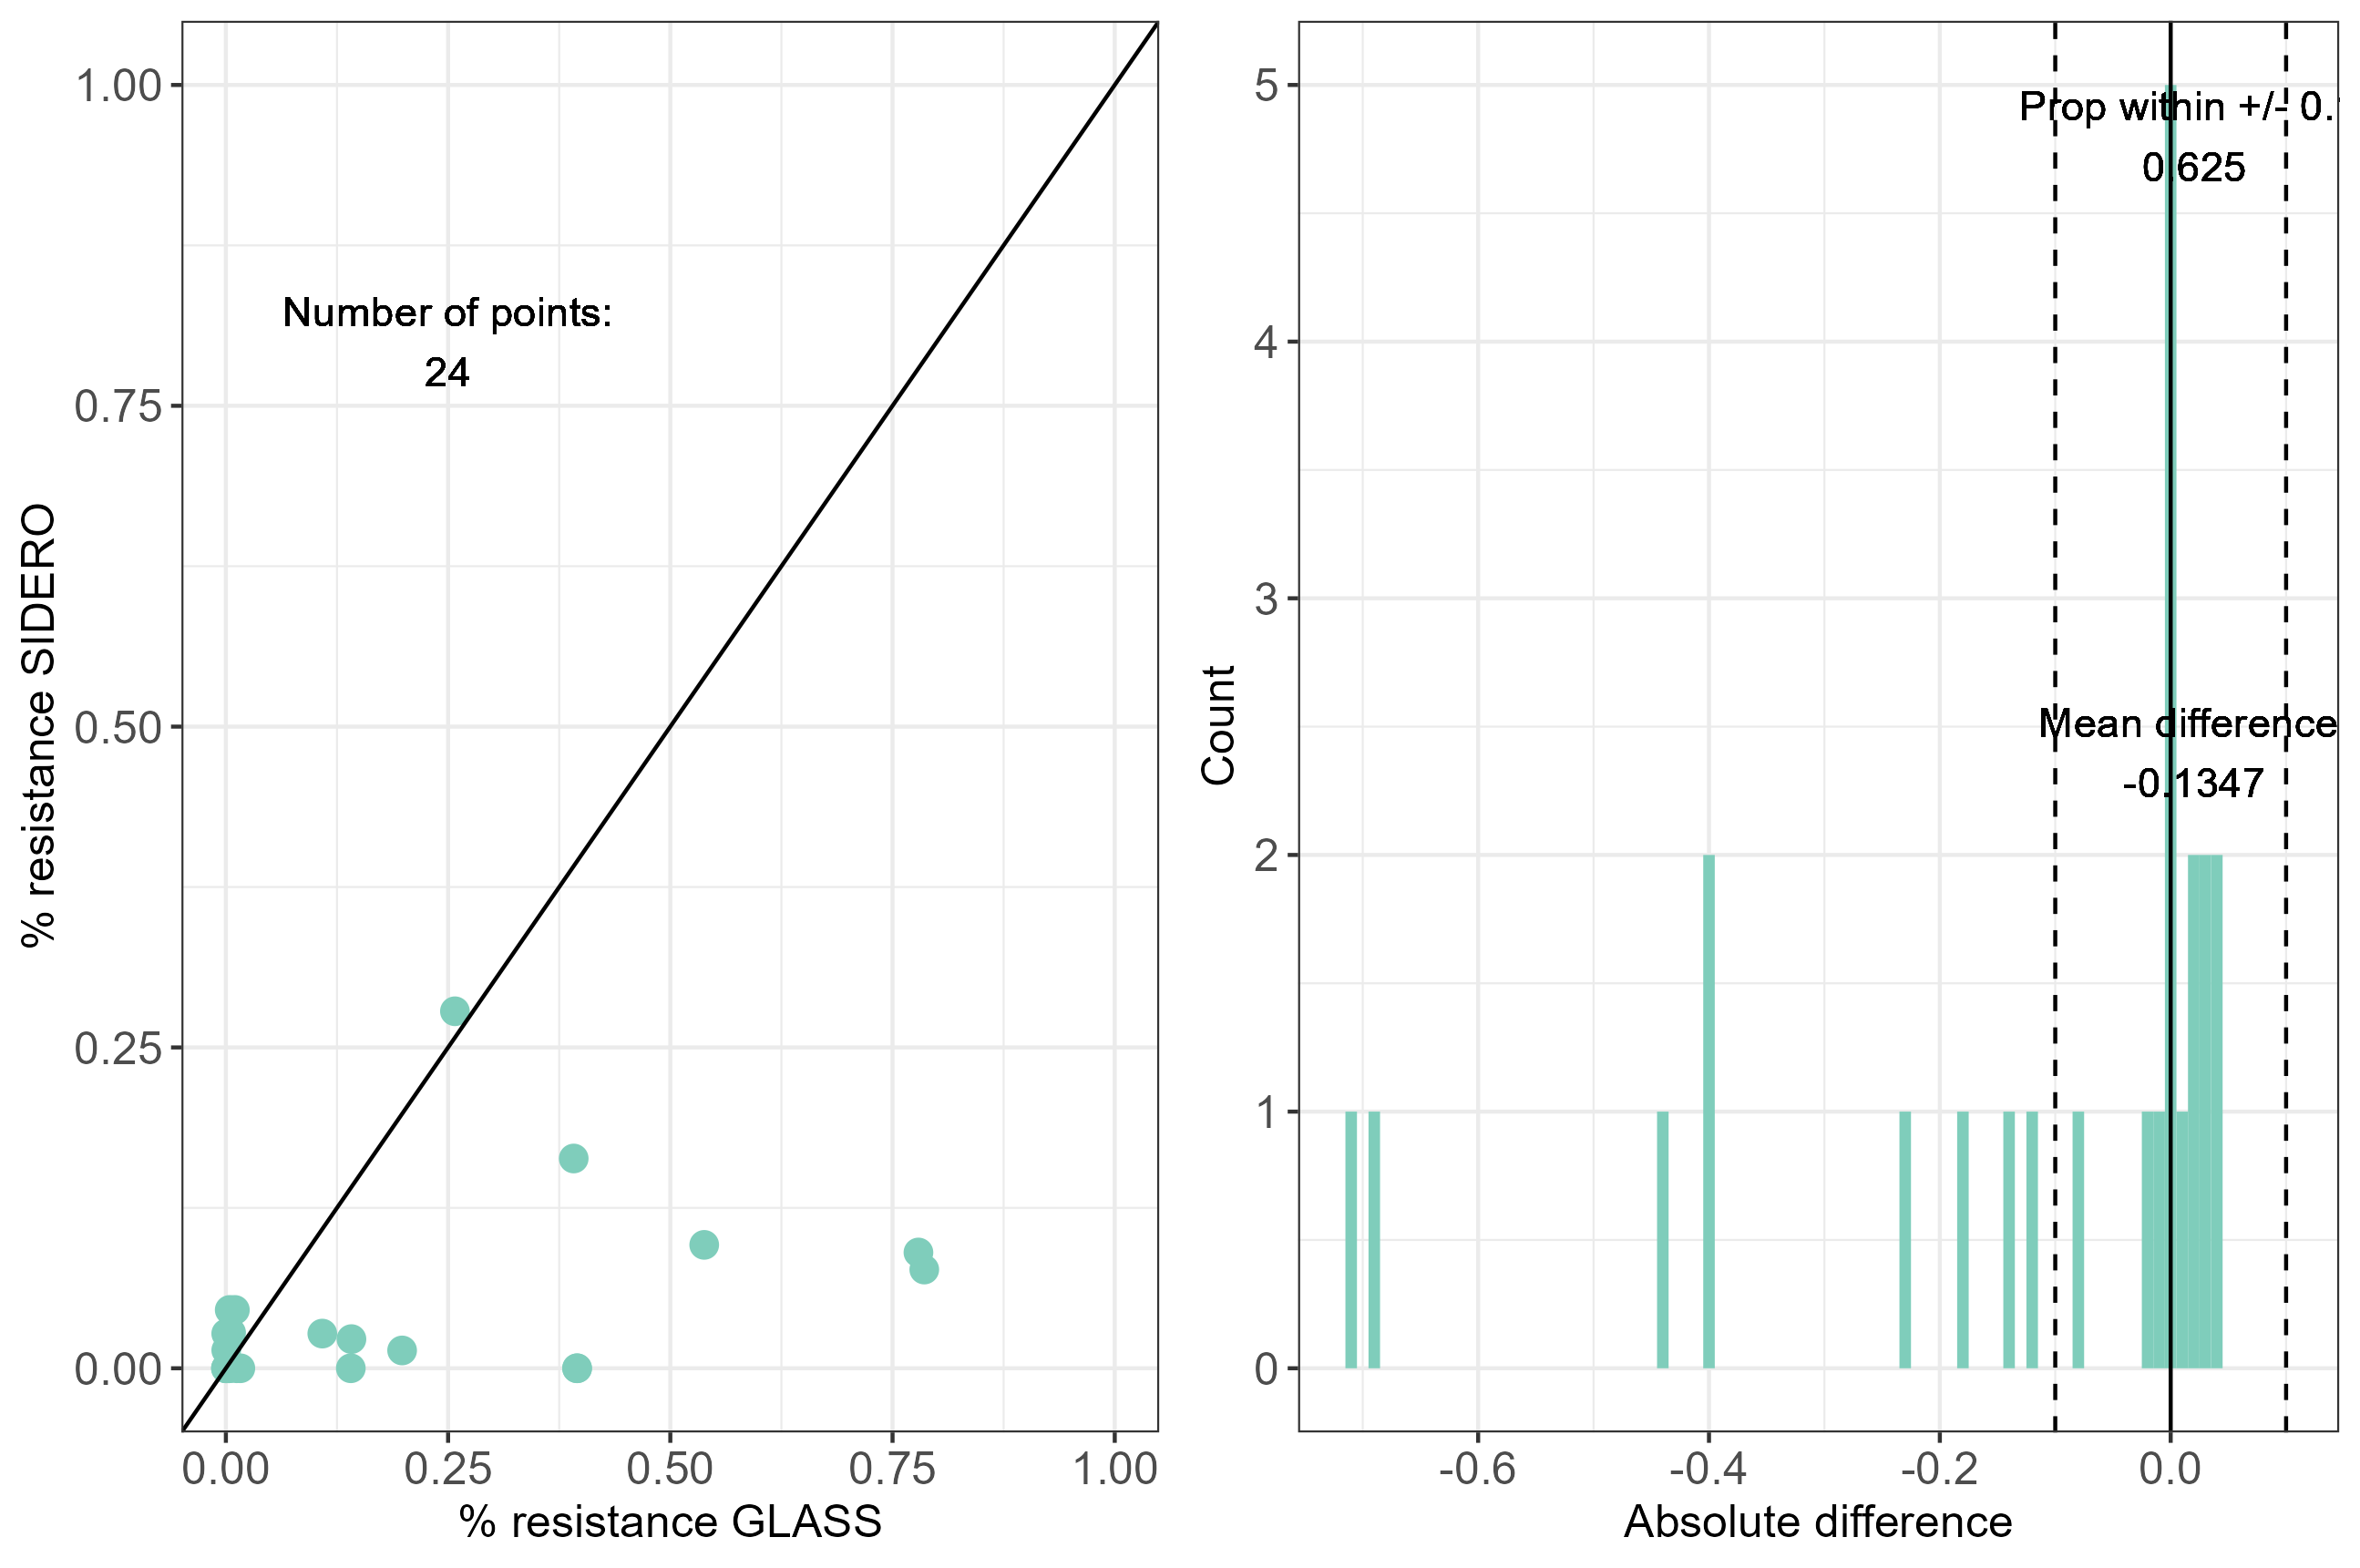 1.00
0.75
0.50
0.25
0.00
% resistance SIDERO
Number of points:
24
0.00 0.25 0.50 0.75 1.00
% resistance GLASS
5
4
3
2
1
0
Count
Prop within +/- 0.
0.625
Mean difference
-0.1347
-0.6 -0.4 -0.2 0.0
Absolute difference